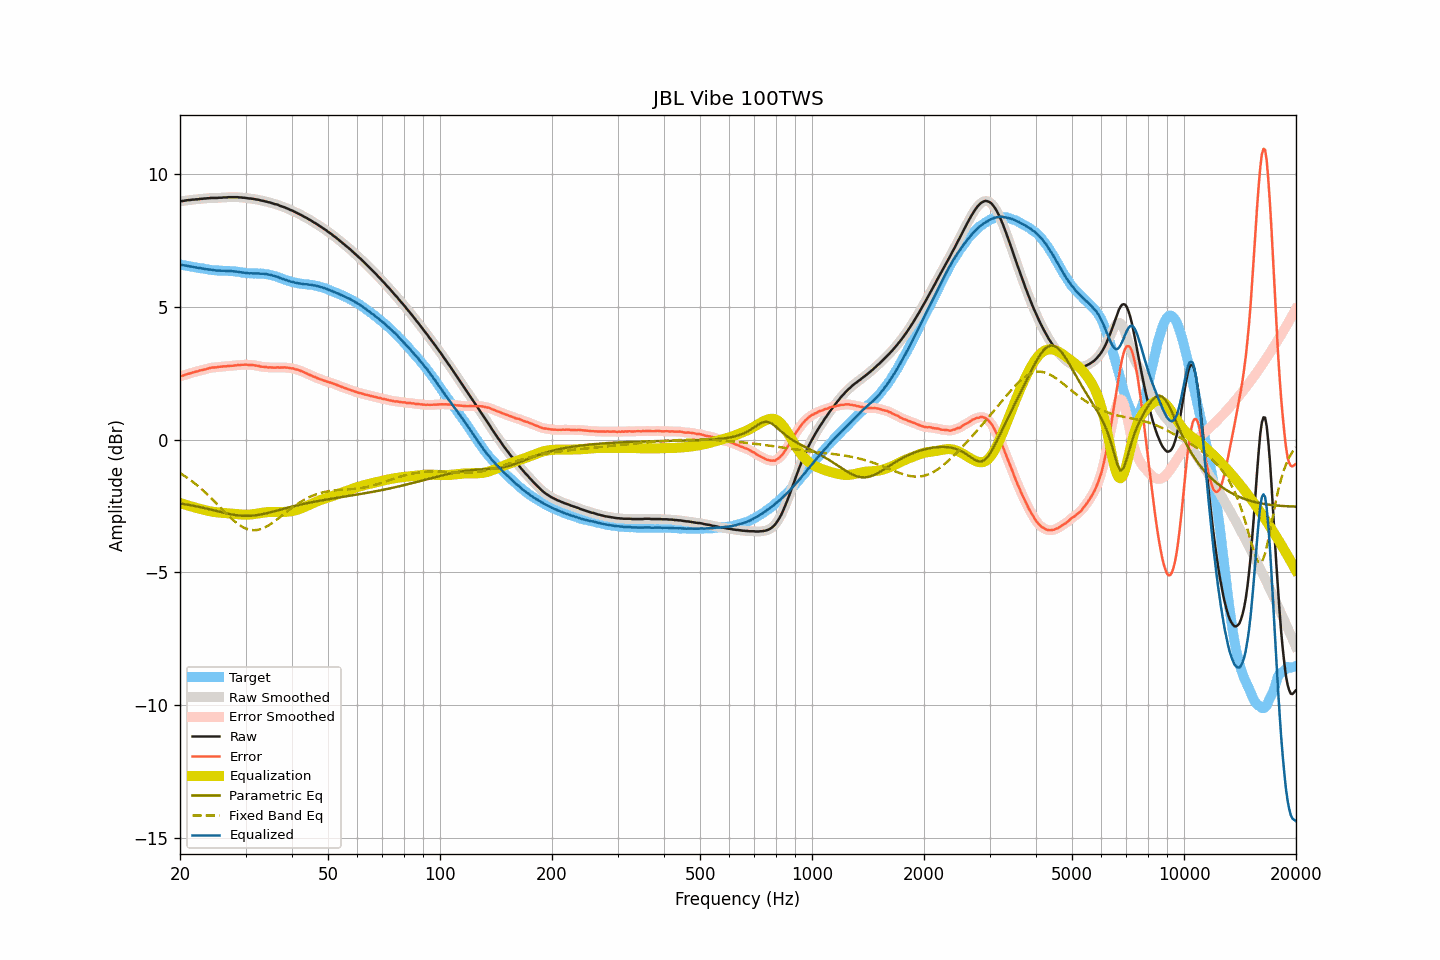 JBL Vibe 100TWS
Amplitude (dBr)
10
5
0
−5
−10
−15
Target
Raw Smoothed
Error Smoothed
Raw
Error
Equalization
Parametric Eq
Fixed Band Eq
Equalized
20 50 100 200 500 1000 2000 5000 10000 20000
Frequency (Hz)